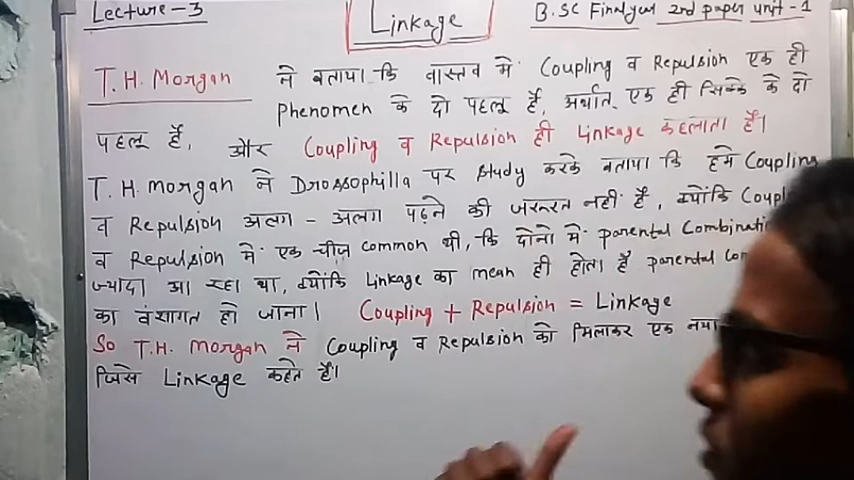 Lecture-3
Linkage
B.SC Final year 2nd paper unit-1
T.H. Morgan ने बताया कि वास्तव में Coupling व Repulsion एक ही
Phenomen के दो पहलू हैं, अर्थात् एक ही सिक्के के दो
पहलू हैं, और Coupling व Repulsion ही Linkage कहलाता है।
T.H. morgan ने Drossophilla पर study करके बताया कि हमे Coupling
व Repulsion अलग-अलग पढ़ने की जरूरत नहीं है, क्योंकि
व Repulsion में एक चीज़ common थी, कि दोनो में parental
ज्यादा आ रहा था, क्योंकि Linkage का mean ही होता है parental
का वंसागत हो जाना। Coupling + Repulsion = Linkage
So T.H. Morgan ने Coupling व Repulsion को मिलाकर एक नया
जिसे Linkage कहते हैं।